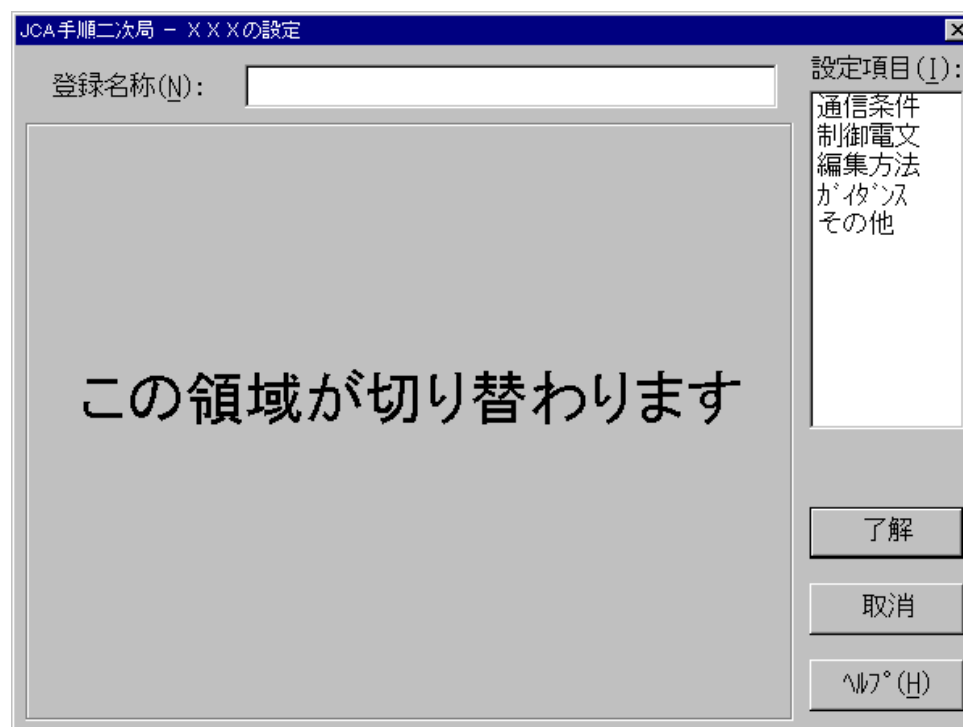 JCA手順二次局 － ＸＸＸの設定
登録名称(N):
設定項目(I):
通信条件
制御電文
編集方法
ｶﾞｲﾀﾞﾝｽ
その他
この領域が切り替わります
了解
取消
ﾍﾙﾌﾟ(H)